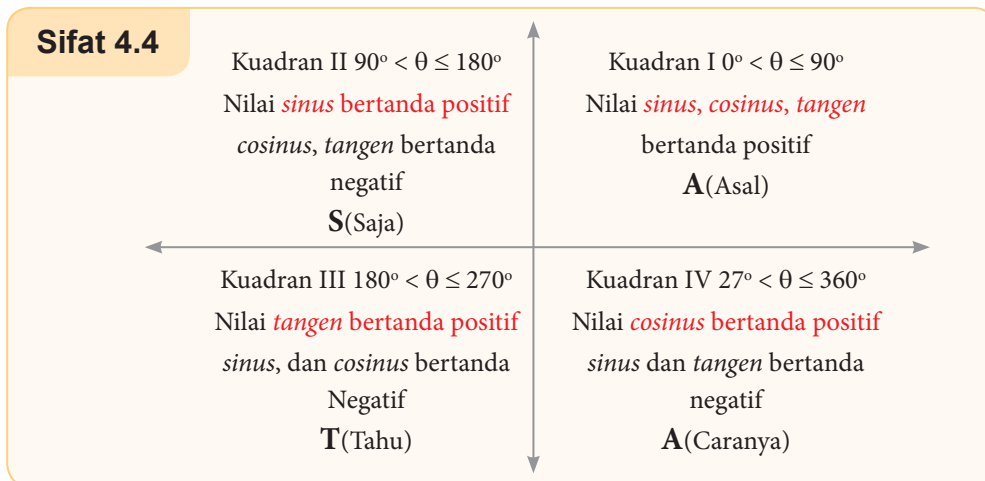 Sifat 4.4
Kuadran II 90° < θ ≤ 180°
Nilai sinus bertanda positif
cosinus, tangen bertanda
negatif
S(Saja)
Kuadran I 0° < θ ≤ 90°
Nilai sinus, cosinus, tangen
bertanda positif
A(Asal)
Kuadran III 180° < θ ≤ 270°
Nilai tangen bertanda positif
sinus, dan cosinus bertanda
Negatif
T(Tahu)
Kuadran IV 27° < θ ≤ 360°
Nilai cosinus bertanda positif
sinus dan tangen bertanda
negatif
A(Caranya)